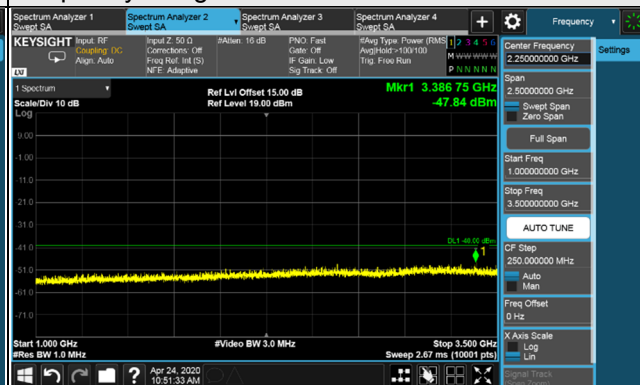 Spectrum Analyzer 1
Swept SA
Spectrum Analyzer 2
Swept SA
Spectrum Analyzer 3
Swept SA
Spectrum Analyzer 4
Swept SA
+
Frequency
KEYSIGHT
LXI
Input: RF
Coupling: DC
Align: Auto
Input Z: 50 Ω
Corrections: Off
Freq Ref: Int (S)
NFE: Adaptive
#Atten: 16 dB
PNO: Fast
Gate: Off
IF Gain: Low
Sig Track: Off
#Avg Type: Power (RMS
Avg|Hold:>100/100
Trig: Free Run
1 2 3 4 5 6
M W W W W W
P N N N N N
1 Spectrum
Scale/Div 10 dB
Log
Ref Lvl Offset 15.00 dB
Ref Level 19.00 dBm
Mkr1 3.386 75 GHz
-47.84 dBm
9.00
-1.00
-11.0
-21.0
-31.0
-41.0
-51.0
-61.0
-71.0
DL1 -40.00 dBm
1
Start 1.000 GHz
#Res BW 1.0 MHz
#Video BW 3.0 MHz
Stop 3.500 GHz
Sweep 2.67 ms (10001 pts)
?
Apr 24, 2020
10:51:33 AM
Center Frequency
2.250000000 GHz
Settings
Span
2.50000000 GHz
Swept Span
Zero Span
Full Span
Start Freq
1.000000000 GHz
Stop Freq
3.500000000 GHz
AUTO TUNE
CF Step
250.000000 MHz
Auto
Man
Freq Offset
0 Hz
X Axis Scale
Log
Lin
Signal Track